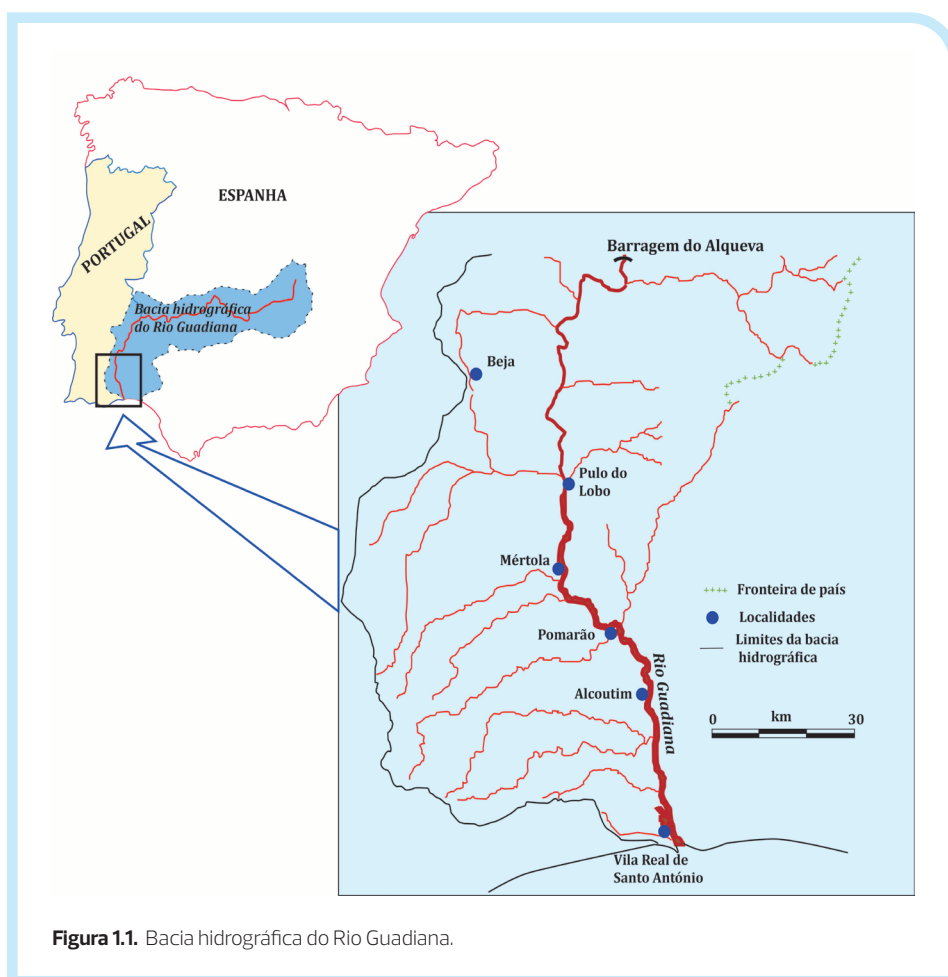 ESPANHA
PORTUGAL
Bacia hidrográfica
do Rio Guadiana
Barragem do Alqueva
Beja
Pulo do
Lobo
Mértola
Pomarão
Alcoutim
Rio Guadiana
Vila Real de
Santo António
++++ Fronteira de país
Localidades
Limites da bacia
hidrográfica
0 km 30
Figura 1.1. Bacia hidrográfica do Rio Guadiana.